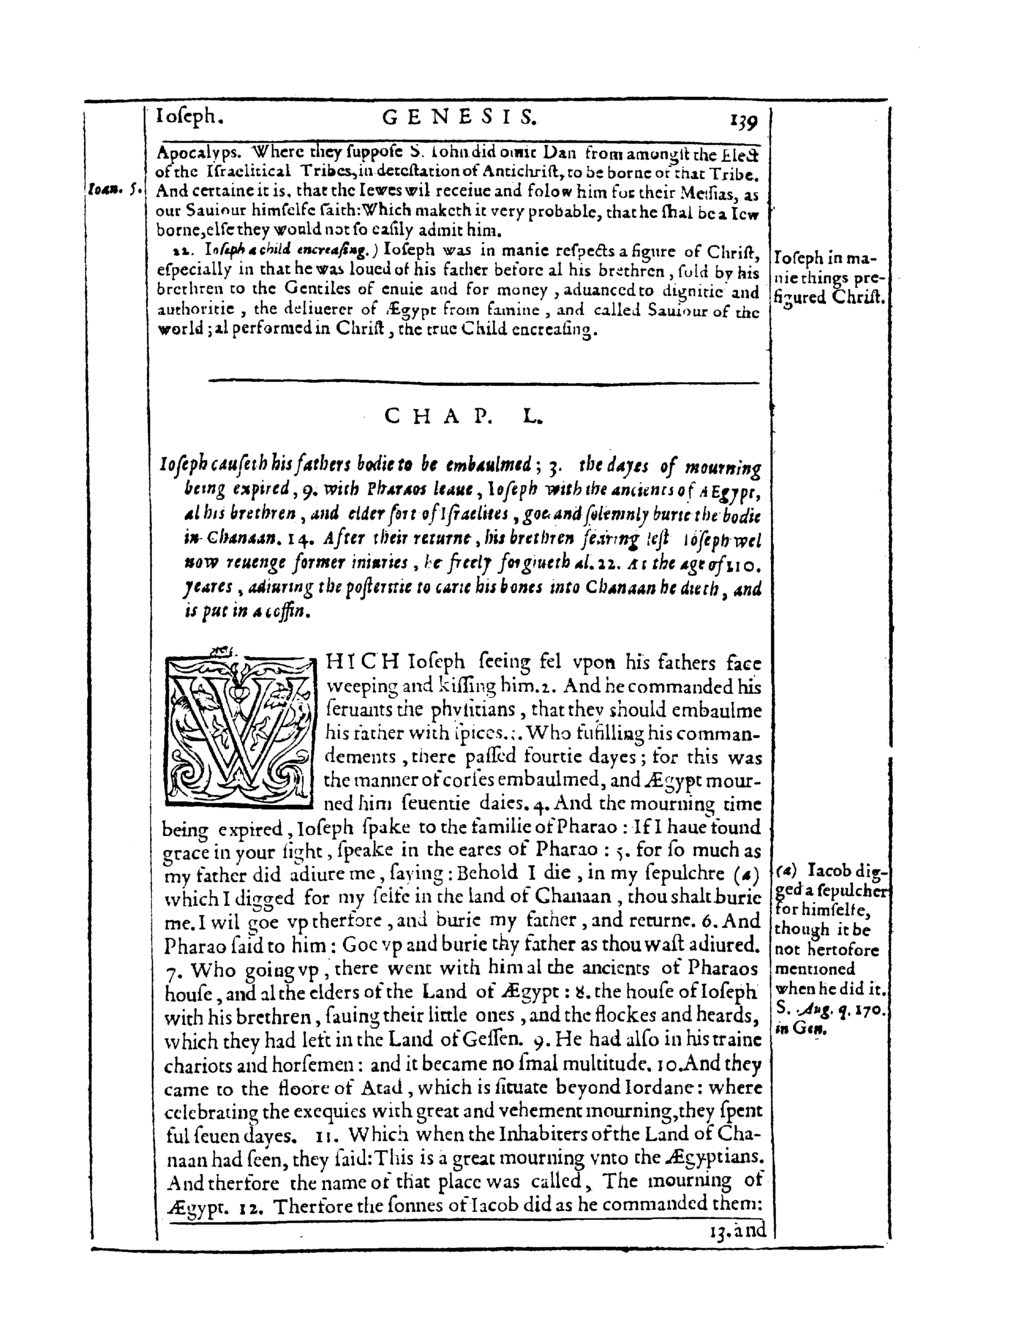 Ioſeph. GENESIS. 139
Apocalyps. Where they ſuppoſe S. Iohn did omit Dan from amongſt the Elect
of the Iſraelitical Tribes, in deteſtation of Antichriſt, to be borne of that Tribe.
Ioan. 5.
And certaine it is, that the Iewes wil receiue and folow him for their Meſſias, as
our Sauiour himſelfe ſaith: Which maketh it very probable, that he ſhal be a Iew
borne, elſe they would not ſo eaſily admit him.
22. Ioſeph a child encreaſing.) Ioſeph was in manie reſpects a figure of Chriſt,
eſpecially in that he was loued of his father before al his brethren, ſold by his
brethren to the Gentiles of enuie and for money, aduanced to dignitie and
authoritie, the deliuerer of Ægypt from famine, and called Sauiour of the
world; al performed in Chriſt, the true Child encreaſing.
Ioſeph in ma-
nie things pre-
figured Chriſt.
CHAP. L.
Ioſeph cauſeth his fathers bodie to be embaulmed; 3. the dayes of mourning
being expired, 9. with Pharaos leaue, Ioſeph with the ancients of AEgypt,
al his brethren, and elder ſort of Iſraelites, goe and ſolemnly burie the bodie
in Chanaan. 14. After their returne, his brethren fearing leſt Ioſeph wel
now reuenge former iniuries, he freely forgiueth al. 22. At the age of 110.
yeares, adiuring the poſteritie to carie his bones into Chanaan he dieth, and
is put in a coffin.
WHICH Ioſeph ſeeing fel vpon his fathers face
weeping and kiſſing him. 2. And he commanded his
ſeruants the phyſitians, that they should embaulme
his father with ſpices. 3. Who fulfilling his comman-
dements, there paſſed fourtie dayes; for this was
the manner of corſes embaulmed, and Ægypt mour-
ned him ſeuentie daies. 4. And the mourning time
being expired, Ioſeph ſpake to the familie of Pharao: If I haue found
grace in your ſight, ſpeake in the eares of Pharao: 5. for ſo much as
my father did adiure me, ſaying: Behold I die, in my ſepulchre (a)
which I digged for my ſelfe in the land of Chanaan, thou shalt burie
me. I wil goe vp therfore, and burie my father, and returne. 6. And
Pharao ſaid to him: Goe vp and burie thy father as thou waſt adiured.
7. Who going vp, there went with him al the ancients of Pharaos
houſe, and al the elders of the Land of Ægypt: 8. the houſe of Ioſeph
with his brethren, ſauing their litle ones, and the flockes and heards,
which they had left in the Land of Geſſen. 9. He had alſo in his traine
chariots and horſemen: and it became no ſmal multitude. 10. And they
came to the floore of Atad, which is ſituate beyond Iordane: where
celebrating the exequies with great and vehement mourning, they ſpent
ful ſeuen dayes. 11. Which when the Inhabiters of the Land of Cha-
naan had ſeen, they ſaid: This is a great mourning vnto the Ægyptians.
And therfore the name of that place was called, The mourning of
Ægypt. 12. Therfore the ſonnes of Iacob did as he commanded them:
13. and
(a) Iacob dig-
ged a ſepulcher
for himſelfe,
though it be
not hertofore
mentioned
when he did it.
S. Aug. q. 170.
in Gen.